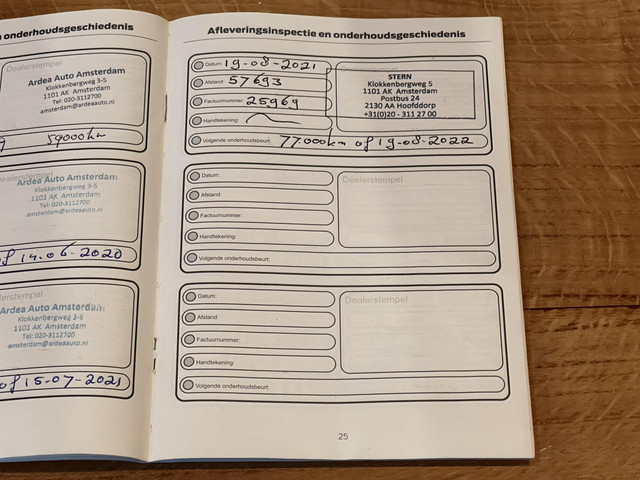 n onderhoudsgeschiedenis
Dealerstempel
Ardea Auto Amsterdam
Klokkenbergweg 3-5
1101 AK Amsterdam
Tel: 020-3112700
amsterdam@ardeaauto.nl
59000km
Dealerstempel
Ardea Auto Amsterdam
Klokkenbergweg 3-5
1101 AK Amsterdam
Tel: 020-3112700
amsterdam@ardeaauto.nl
of 14-06-2020
lerstempel
Ardea Auto Amsterdam
Klokkenbergweg 3-5
1101 AK Amsterdam
Tel: 020-3112700
amsterdam@ardeaauto.nl
of 15-07-2021
Afleveringsinspectie en onderhoudsgeschiedenis
Datum: 19-08-2021
Afstand: 57693
Factuurnummer: 25969
Handtekening:
Dealerstempel
STERN
Klokkenbergweg 5
1101 AK Amsterdam
Postbus 24
2130 AA Hoofddorp
+31(0)20 - 311 27 00
Volgende onderhoudsbeurt: 77000km of 19-08-2022
Datum:
Afstand:
Factuurnummer:
Handtekening:
Dealerstempel
Volgende onderhoudsbeurt:
Datum:
Afstand:
Factuurnummer:
Handtekening:
Dealerstempel
Volgende onderhoudsbeurt:
25